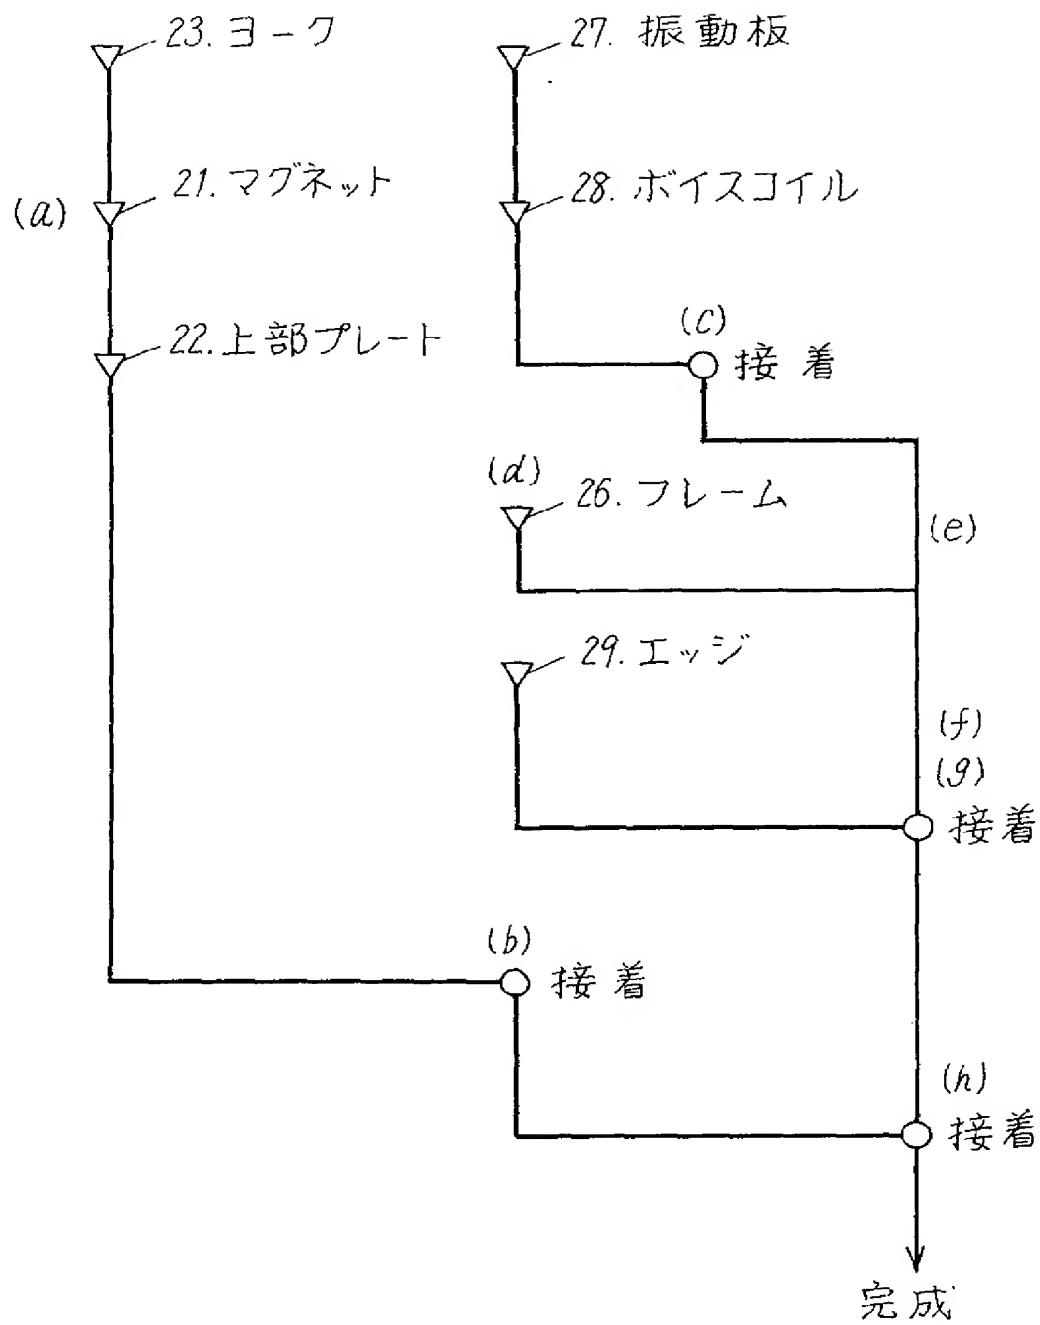 23. ヨーク
27. 振動板
21. マグネット
28. ボイスコイル
(a)
22. 上部プレート
(c)
接着
(d)
26. フレーム
(e)
29. エッジ
(f)
(g)
接着
(b)
接着
(h)
接着
完成